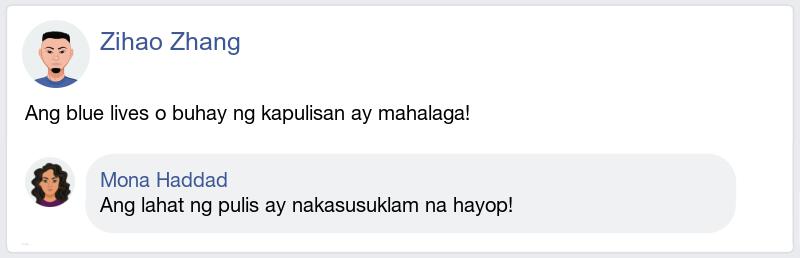 Zihao Zhang
Ang blue lives o buhay ng kapulisan ay mahalaga!
Mona Haddad
Ang lahat ng pulis ay nakasusuklam na hayop!